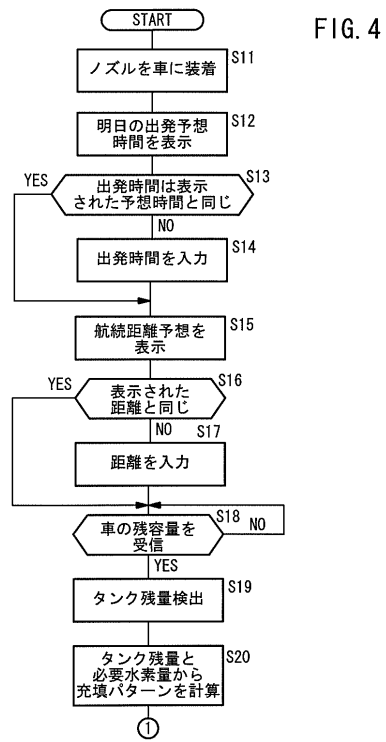 START
FIG. 4
S11
ノズルを車に装着
S12
明日の出発予想
時間を表示
S13
YES
出発時間は表示
された予想時間と同じ
NO
S14
出発時間を入力
S15
航続距離予想を
表示
S16
YES
表示された
距離と同じ
NO
S17
距離を入力
S18
車の残容量を
受信
NO
YES
S19
タンク残量検出
S20
タンク残量と
必要水素量から
充填パターンを計算
1